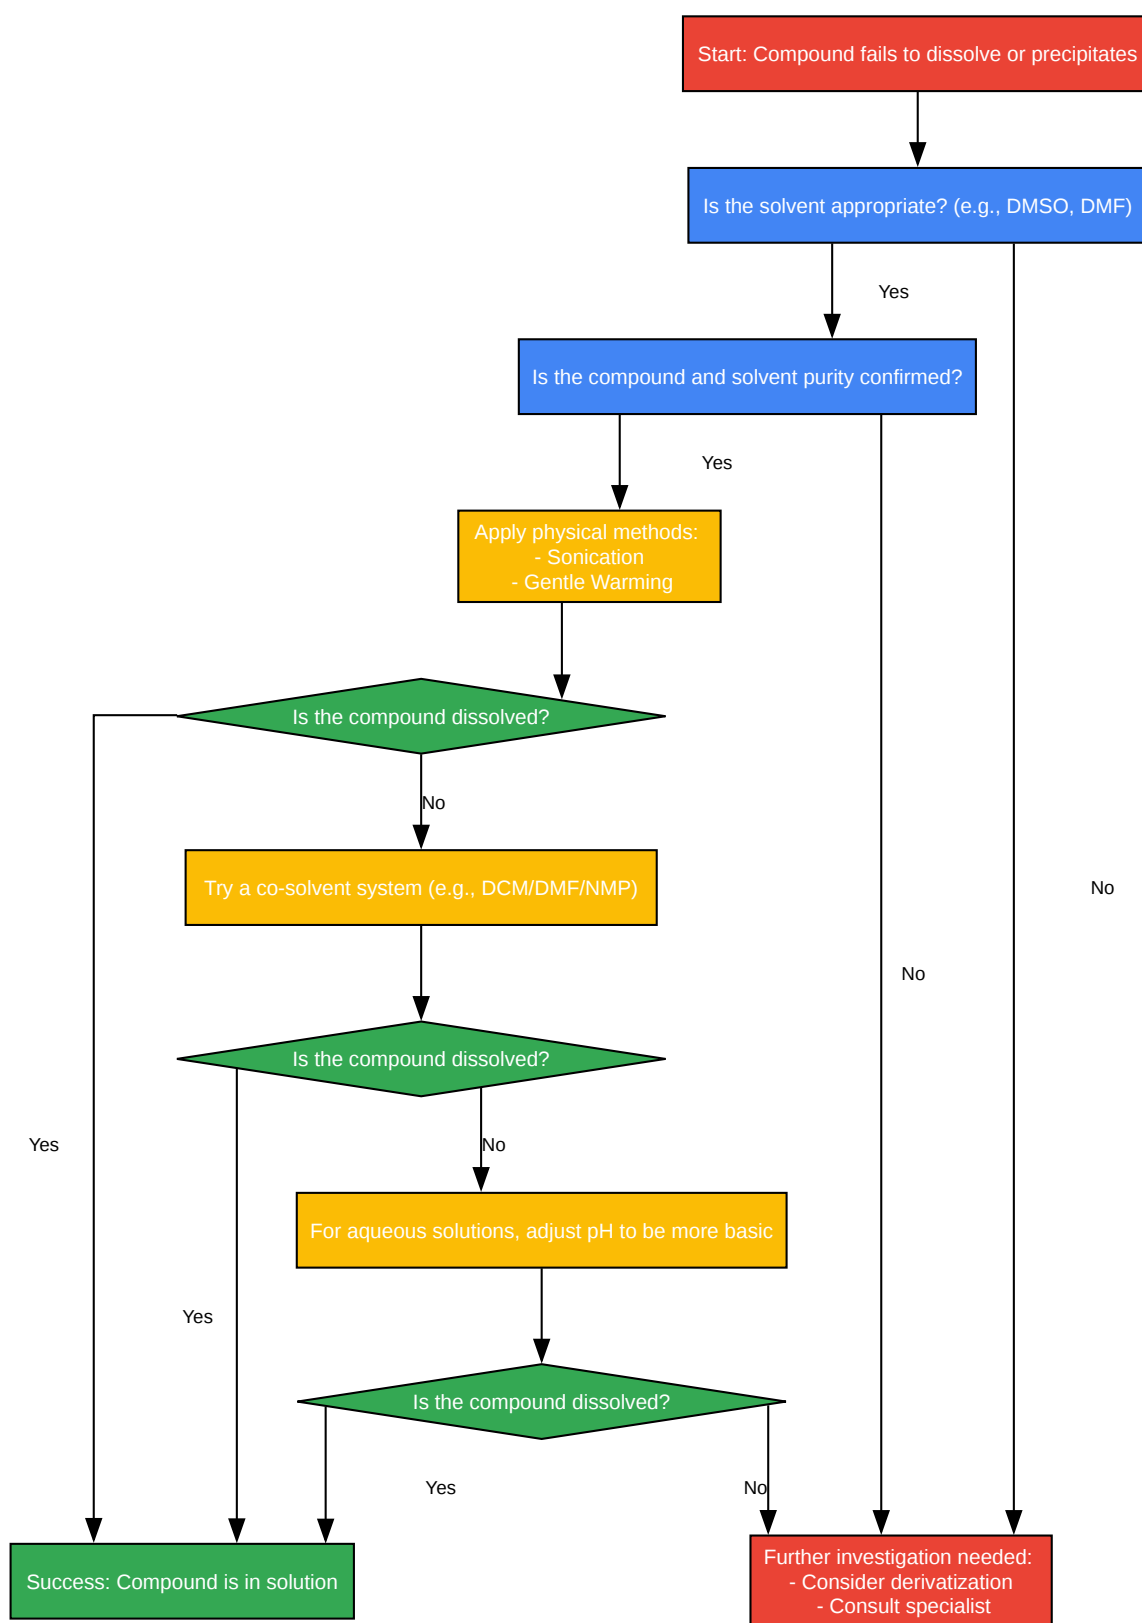 Start: Compound fails to dissolve or precipitates
Is the solvent appropriate? (e.g., DMSO, DMF)
Yes
Is the compound and solvent purity confirmed?
Yes
Apply physical methods:
- Sonication
- Gentle Warming
Is the compound dissolved?
No
Try a co-solvent system (e.g., DCM/DMF/NMP)
No
No
Is the compound dissolved?
Yes
No
For aqueous solutions, adjust pH to be more basic
Yes
Is the compound dissolved?
Yes
No
Success: Compound is in solution
Further investigation needed:
- Consider derivatization
- Consult specialist